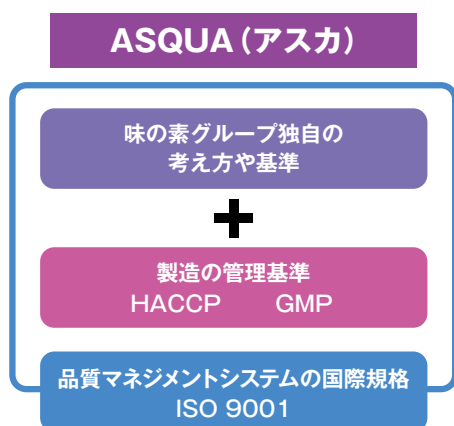 ASQUA（アスカ）
味の素グループ独自の
考え方や基準
+
製造の管理基準
HACCP GMP
品質マネジメントシステムの国際規格
ISO 9001